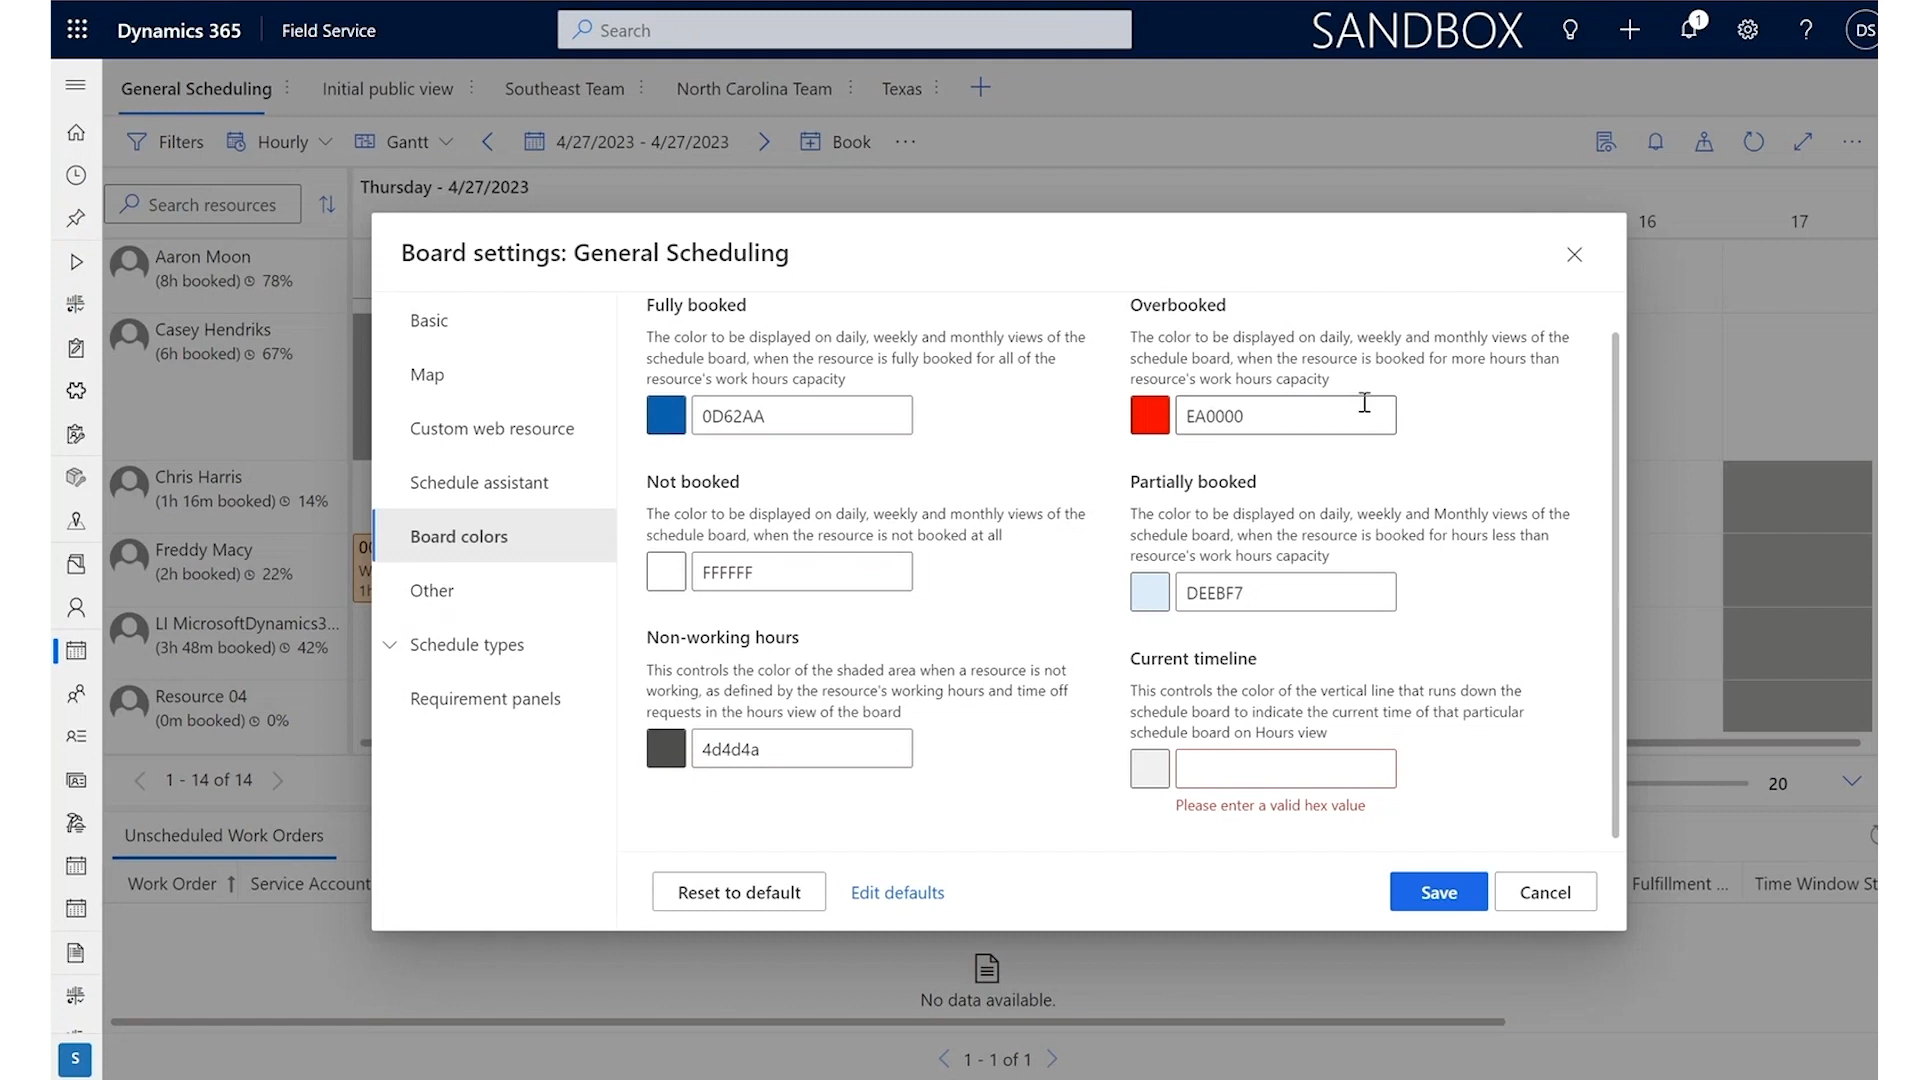 Dynamics 365
Field Service
Search
SANDBOX
1
DS
General Scheduling
Initial public view
Southeast Team
North Carolina Team
Texas
Filters
Hourly
Gantt
4/27/2023 - 4/27/2023
Book
Search resources
Thursday - 4/27/2023
16
17
Aaron Moon
(8h booked) 78%
Casey Hendriks
(6h booked) 67%
Chris Harris
(1h 16m booked) 14%
Freddy Macy
(2h booked) 22%
LI MicrosoftDynamics3...
(3h 48m booked) 42%
Resource 04
(0m booked) 0%
1 - 14 of 14
20
Board settings: General Scheduling
Basic
Map
Custom web resource
Schedule assistant
Board colors
Other
Schedule types
Requirement panels
Fully booked
The color to be displayed on daily, weekly and monthly views of the
schedule board, when the resource is fully booked for all of the
resource's work hours capacity
0D62AA
Overbooked
The color to be displayed on daily, weekly and monthly views of the
schedule board, when the resource is booked for more hours than
resource's work hours capacity
EA0000
Not booked
The color to be displayed on daily, weekly and monthly views of the
schedule board, when the resource is not booked at all
FFFFFF
Partially booked
The color to be displayed on daily, weekly and Monthly views of the
schedule board, when the resource is booked for hours less than
resource's work hours capacity
DEEBF7
Non-working hours
This controls the color of the shaded area when a resource is not
working, as defined by the resource's working hours and time off
requests in the hours view of the board
4d4d4a
Current timeline
This controls the color of the vertical line that runs down the
schedule board to indicate the current time of that particular
schedule board on Hours view
Please enter a valid hex value
Reset to default
Edit defaults
Save
Cancel
Unscheduled Work Orders
Work Order
Service Account
Fulfillment ...
Time Window St
No data available.
1 - 1 of 1
S